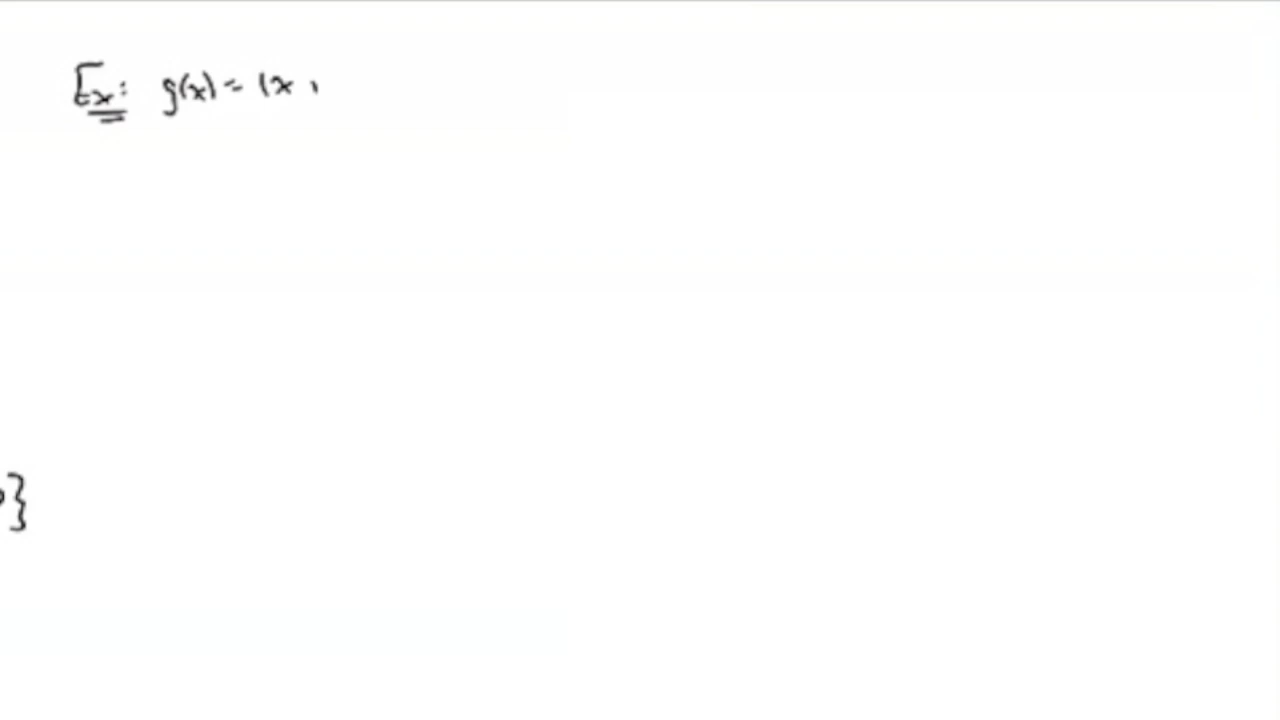 Ex: g(x) = |x
}